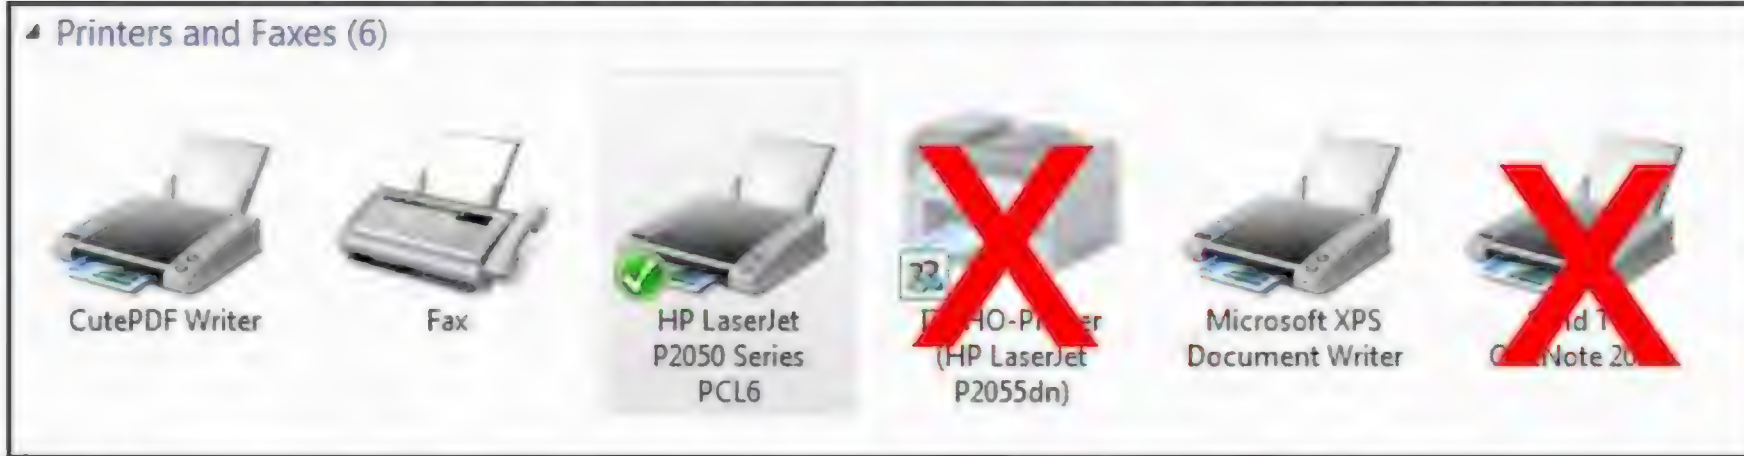 Printers and Faxes (6)
CutePDF Writer
Fax
HP LaserJet
P2050 Series
PCL6
(HP LaserJet
P2055dn)
Microsoft XPS
Document Writer